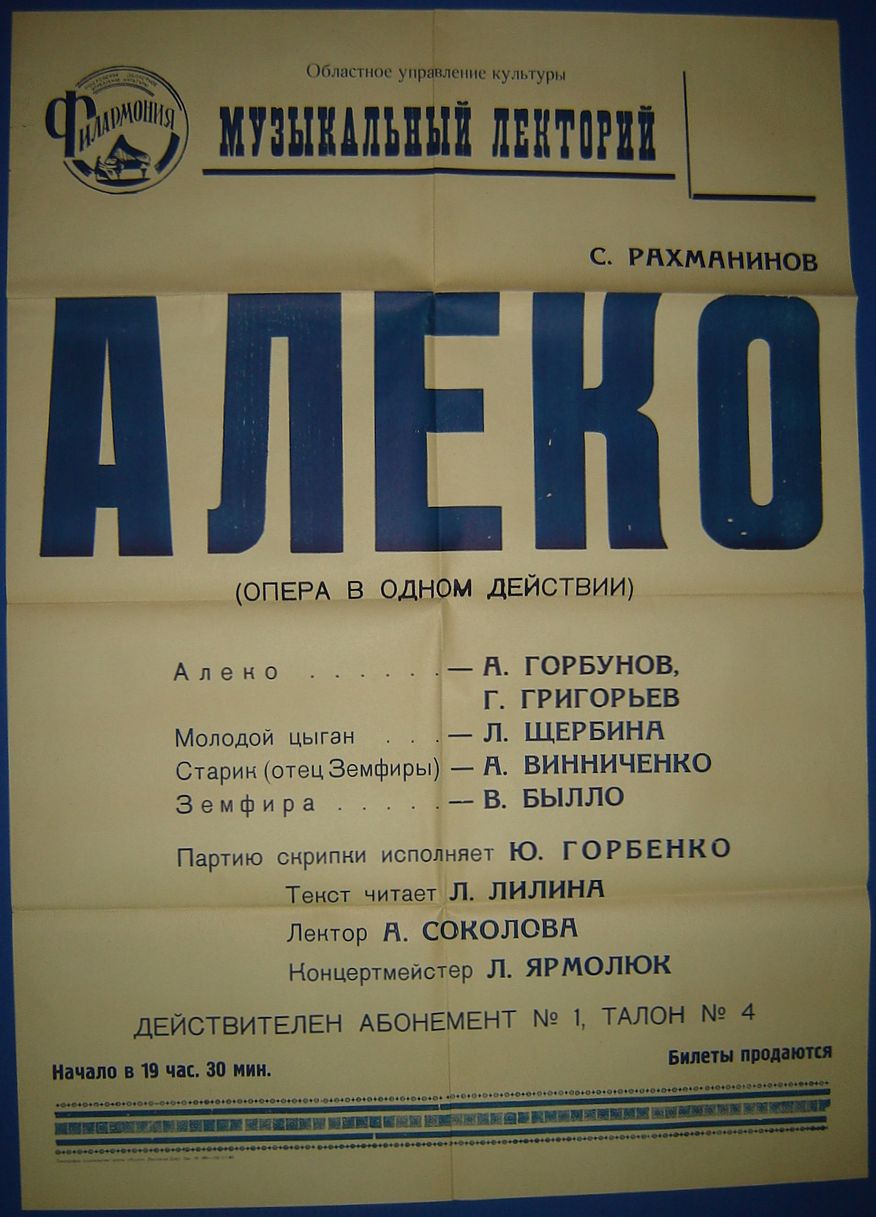 ФИЛАРМОНИЯ
Областное управление культуры
МУЗЫКАЛЬНЫЙ ЛЕКТОРИЙ
С. РАХМАНИНОВ
АЛЕКО
(ОПЕРА В ОДНОМ ДЕЙСТВИИ)
Алеко . . . . . . — А. ГОРБУНОВ,
Г. ГРИГОРЬЕВ
Молодой цыган . . . — Л. ЩЕРБИНА
Старик (отец Земфиры) — А. ВИННИЧЕНКО
Земфира . . . . . — В. БЫЛЛО
Партию скрипки исполняет Ю. ГОРБЕНКО
Текст читает Л. ЛИЛИНА
Лектор А. СОКОЛОВА
Концертмейстер Л. ЯРМОЛЮК
ДЕЙСТВИТЕЛЕН АБОНЕМЕНТ № 1, ТАЛОН № 4
Начало в 19 час. 30 мин.
Билеты продаются